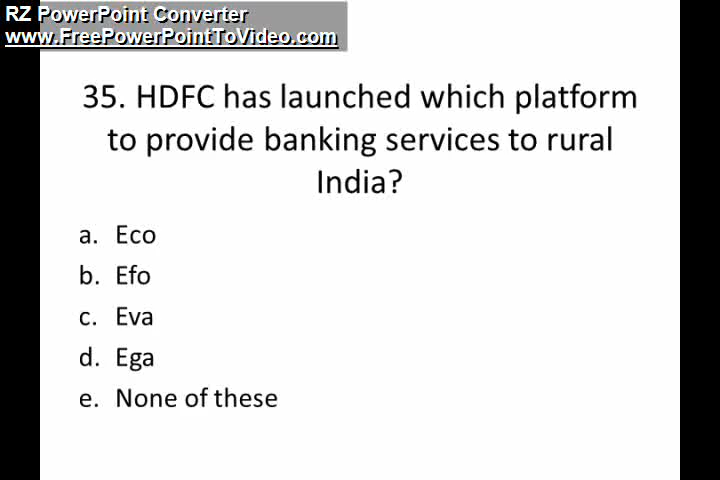 RZ PowerPoint Converter
www.FreePowerPointToVideo.com
35. HDFC has launched which platform
to provide banking services to rural
India?
a. Eco
b. Efo
c. Eva
d. Ega
e. None of these